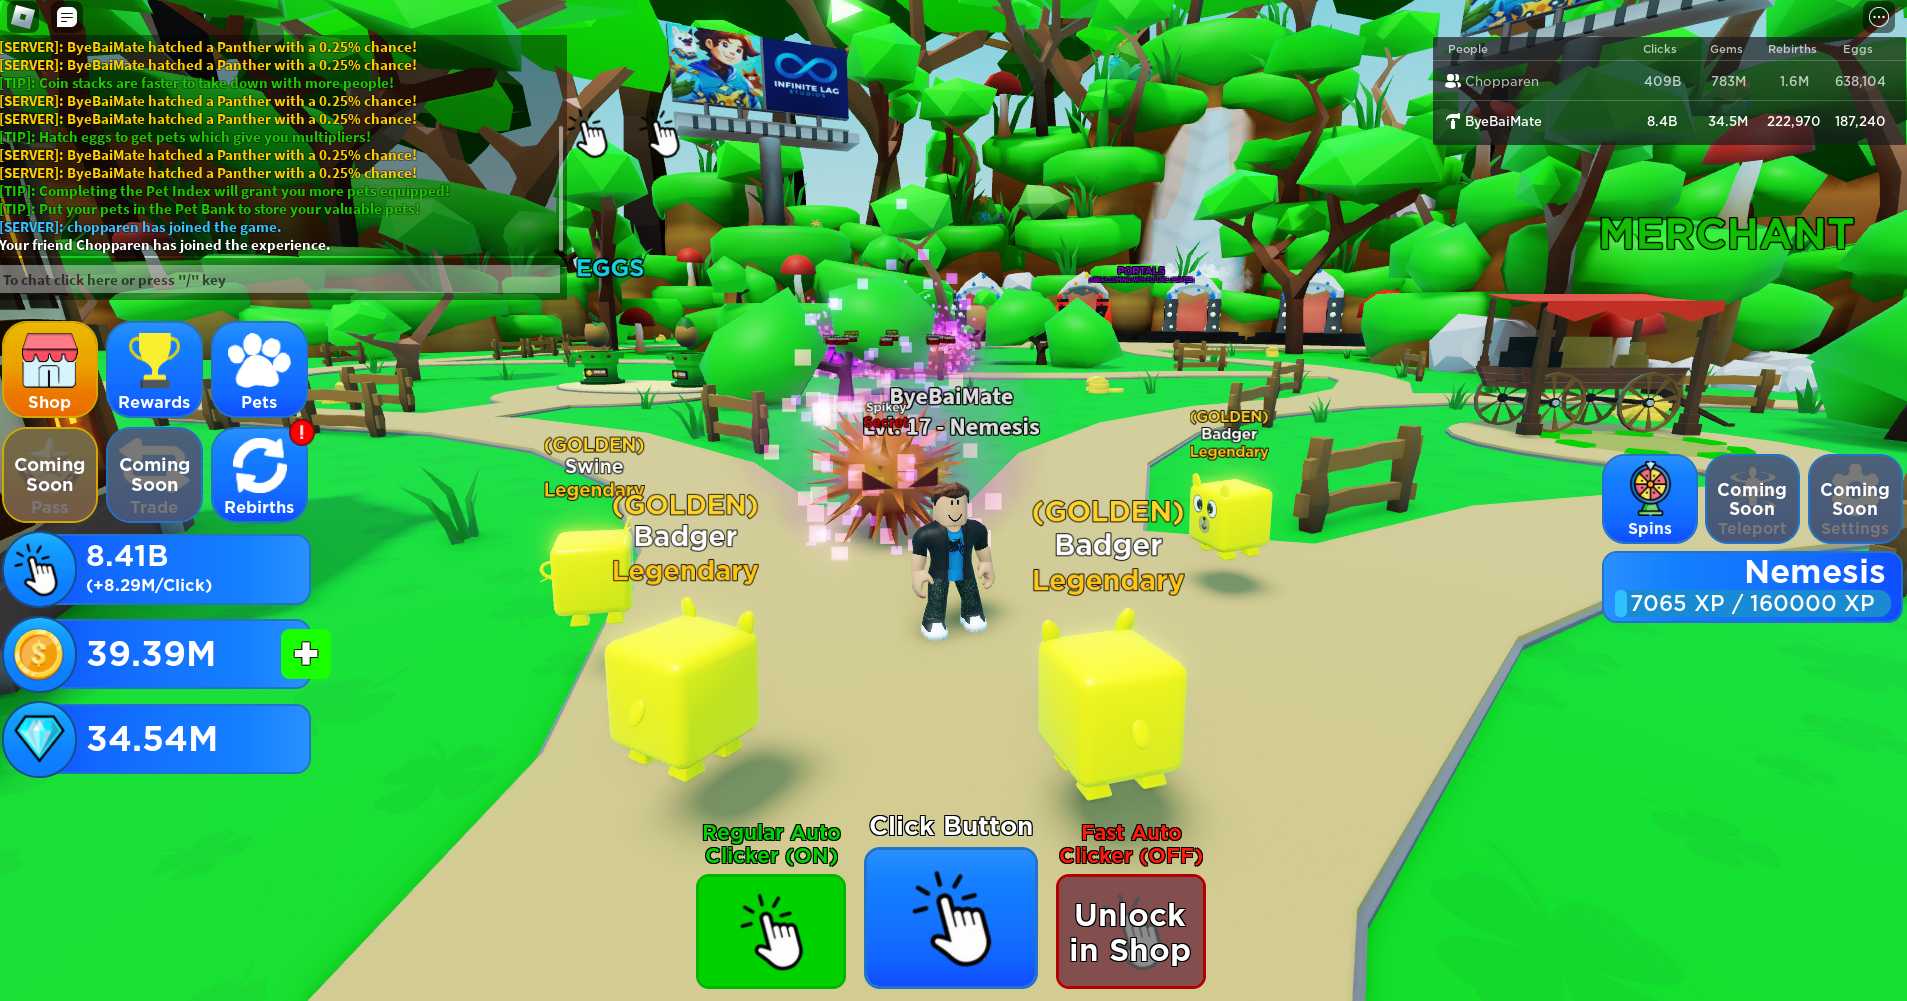 [SERVER]: ByeBaiMate hatched a Panther with a 0.25% chance!
[SERVER]: ByeBaiMate hatched a Panther with a 0.25% chance!
[TIP]: Coin stacks are faster to take down with more people!
[SERVER]: ByeBaiMate hatched a Panther with a 0.25% chance!
[SERVER]: ByeBaiMate hatched a Panther with a 0.25% chance!
[TIP]: Hatch eggs to get pets which give you multipliers!
[SERVER]: ByeBaiMate hatched a Panther with a 0.25% chance!
[SERVER]: ByeBaiMate hatched a Panther with a 0.25% chance!
[TIP]: Completing the Pet Index will grant you more pets equipped!
[TIP]: Put your pets in the Pet Bank to store your valuable pets!
[SERVER]: chopparen has joined the game.
Your friend Chopparen has joined the experience.
To chat click here or press "/" key
INFINITE LAG
STUDIOS
People Clicks Gems Rebirths Eggs
Chopparen 409B 783M 1.6M 638,104
ByeBaiMate 8.4B 34.5M 222,970 187,240
MERCHANT
EGGS
PORTALS
Shop
Rewards
Pets
Coming
Soon
Pass
Coming
Soon
Trade
!
Rebirths
8.41B
(+8.29M/Click)
39.39M
34.54M
ByeBaiMate
Lvl. 17 - Nemesis
Spikey
Secret
(GOLDEN)
Swine
Legendary
(GOLDEN)
Badger
Legendary
(GOLDEN)
Badger
Legendary
(GOLDEN)
Badger
Legendary
Spins
Coming
Soon
Teleport
Coming
Soon
Settings
Nemesis
7065 XP / 160000 XP
Regular Auto
Clicker (ON)
Click Button
Fast Auto
Clicker (OFF)
Unlock
in Shop